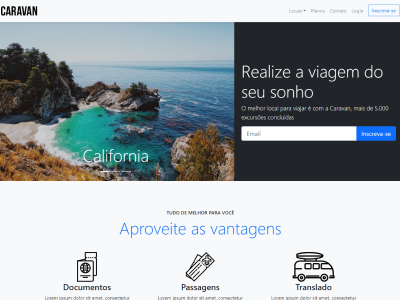 CARAVAN
Locais Planos Contato Login Inscreva-se
Realize a viagem do
seu sonho
O melhor local para viajar é com a Caravan, mais de 5.000
excursões concluídas
Email Inscreva-se
California
TUDO DE MELHOR PARA VOCÊ
Aproveite as vantagens
Documentos Passagens Translado
Lorem ipsum dolor sit amet, consectetur Lorem ipsum dolor sit amet, consectetur Lorem ipsum dolor sit amet, consectetur